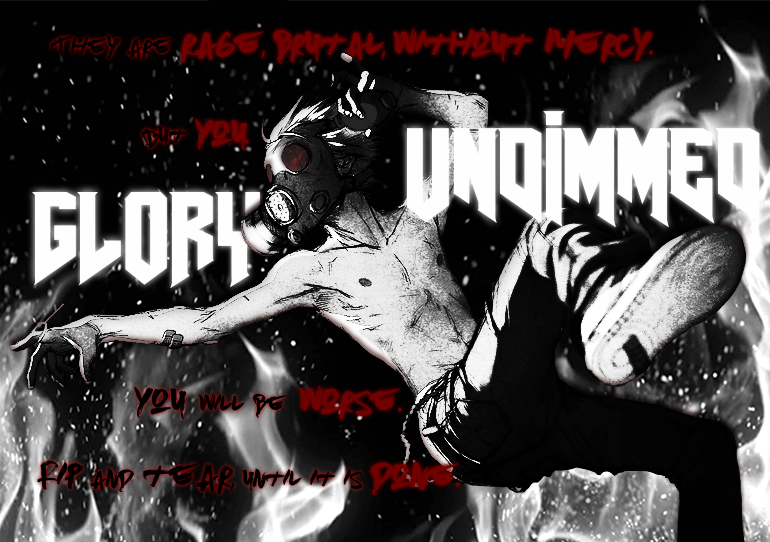 THEY ARE RAGE, BRUTAL, WITHOUT MERCY.
BUT YOU
UNDIMMED
GLORY
YOU WILL BE WORSE.
RIP AND TEAR, UNTIL IT IS DONE.